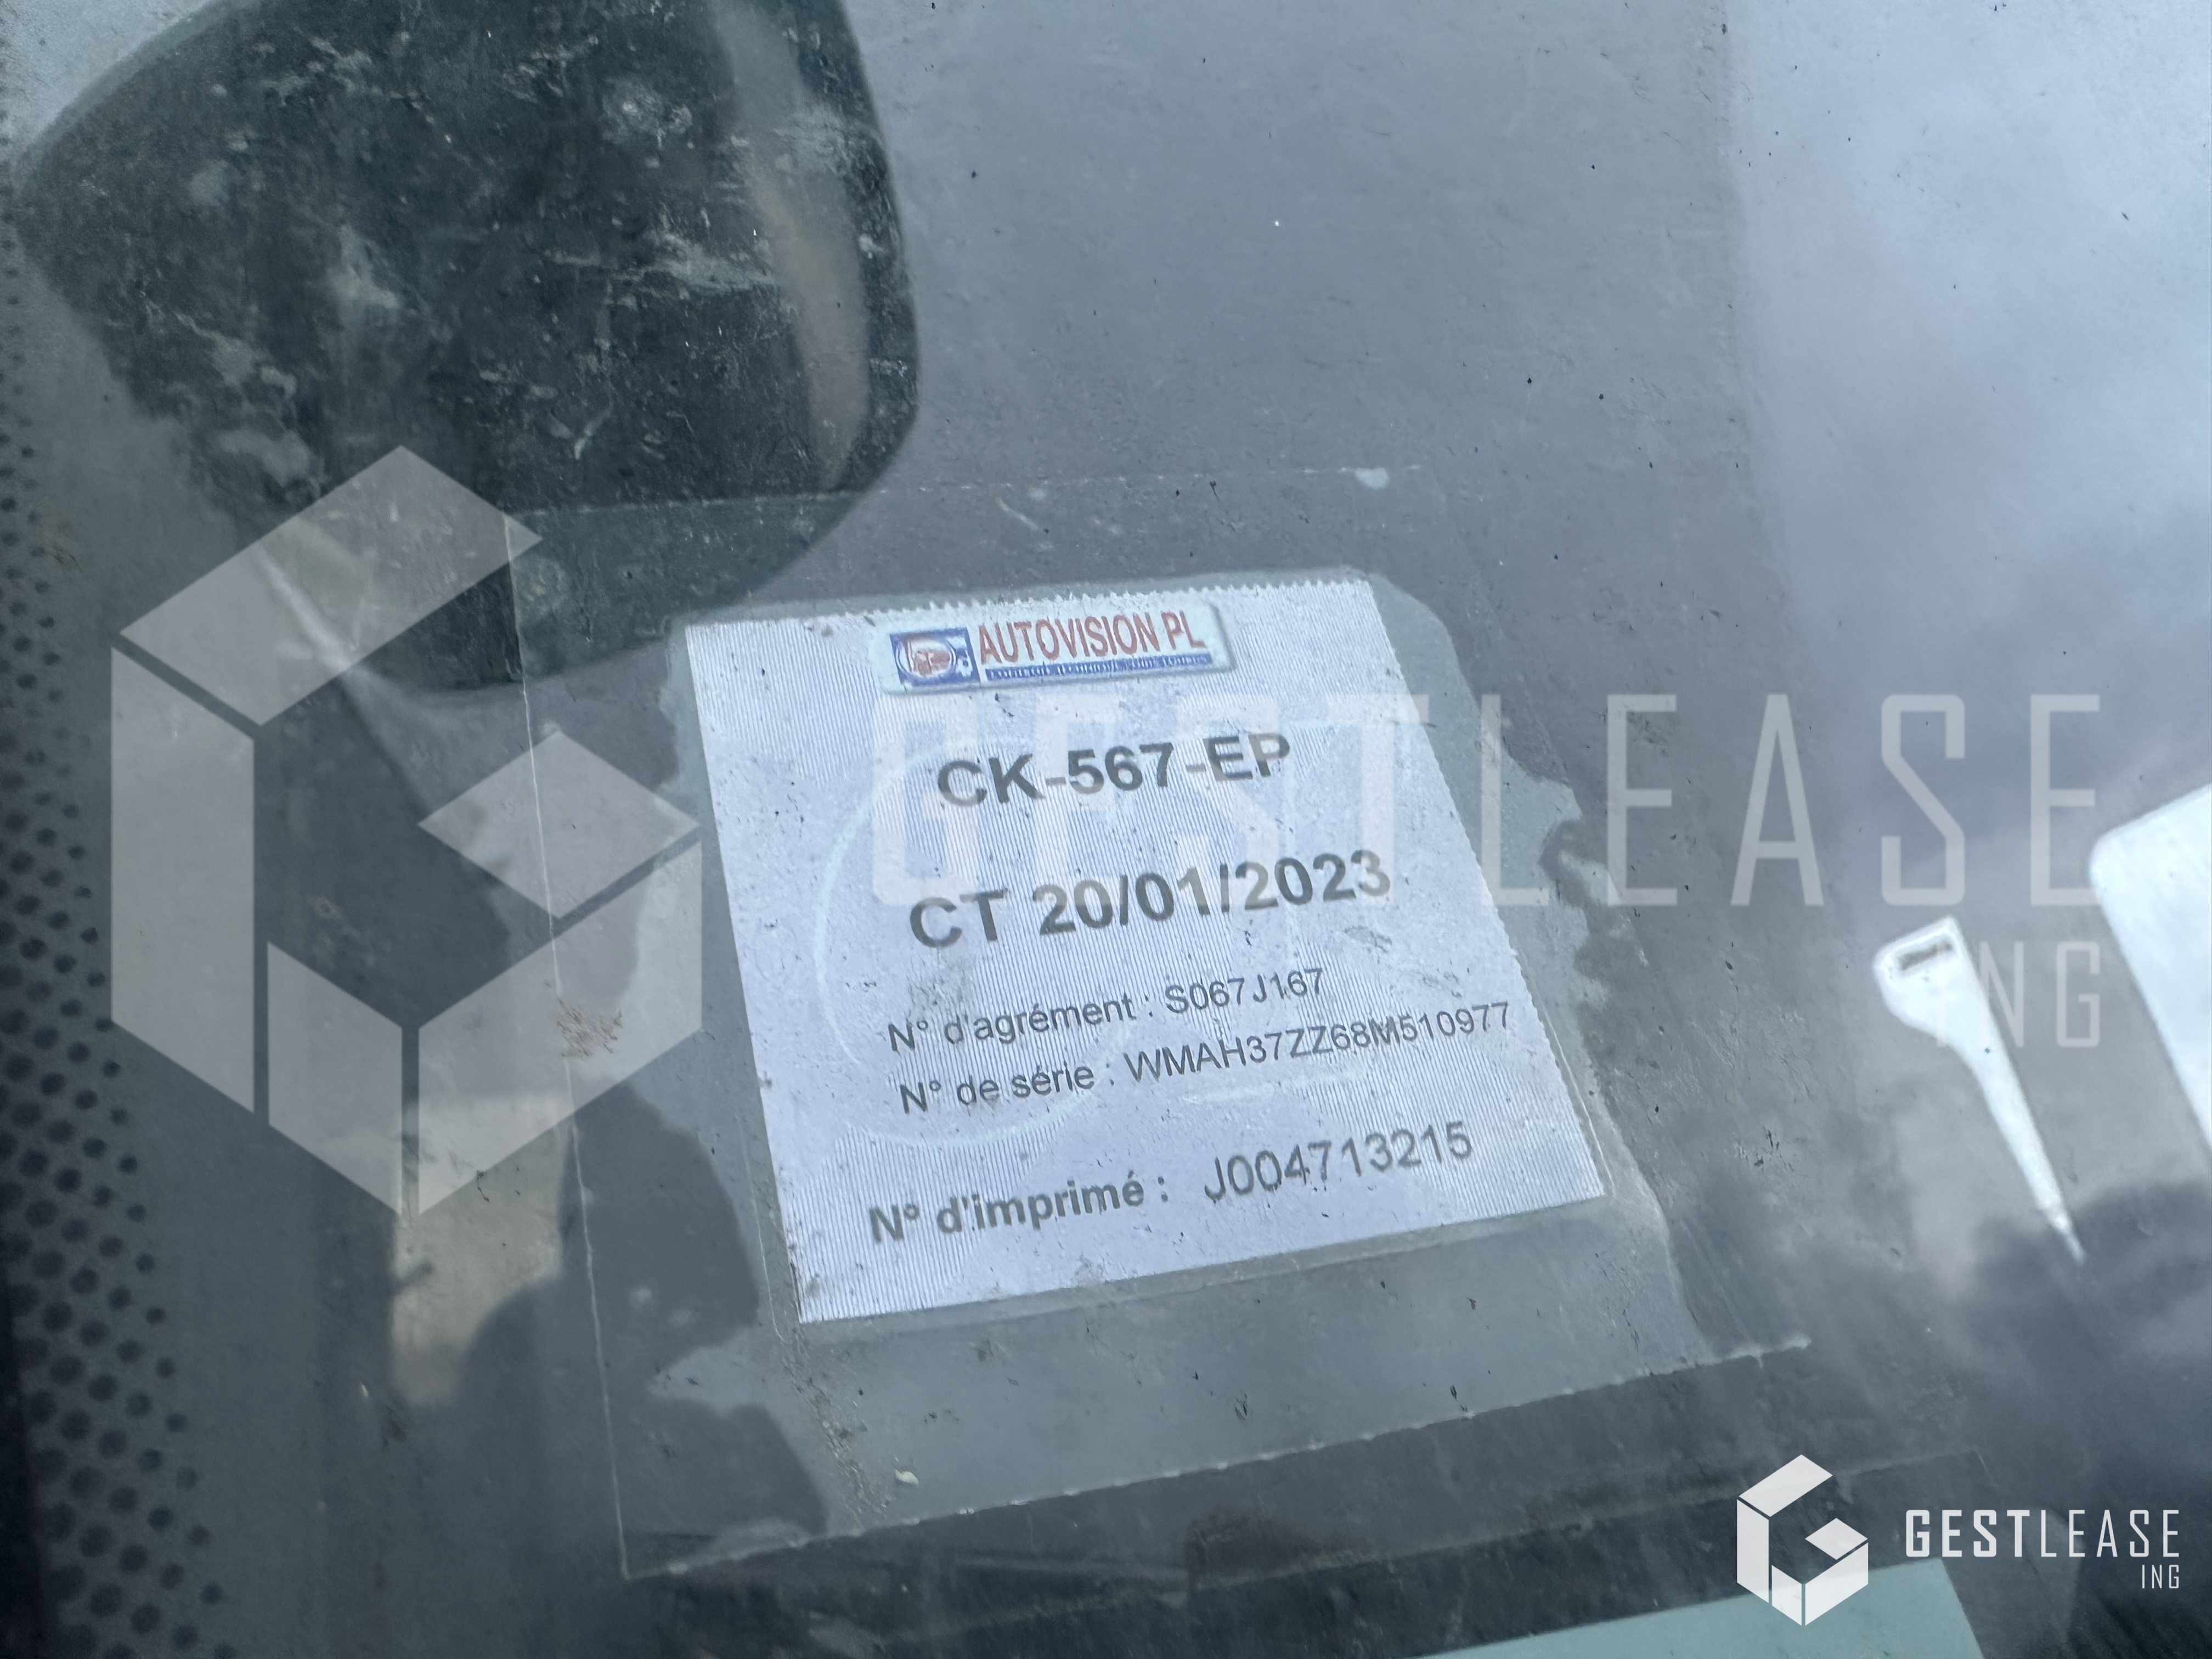 AUTOVISION PL
CK-567-EP
CT 20/01/2023
N° d'agrément : S067J167
N° de série : WMAH37ZZ68M510977
N° d'imprimé : J004713215
GESTLEASE
ING
GESTLEASE
ING